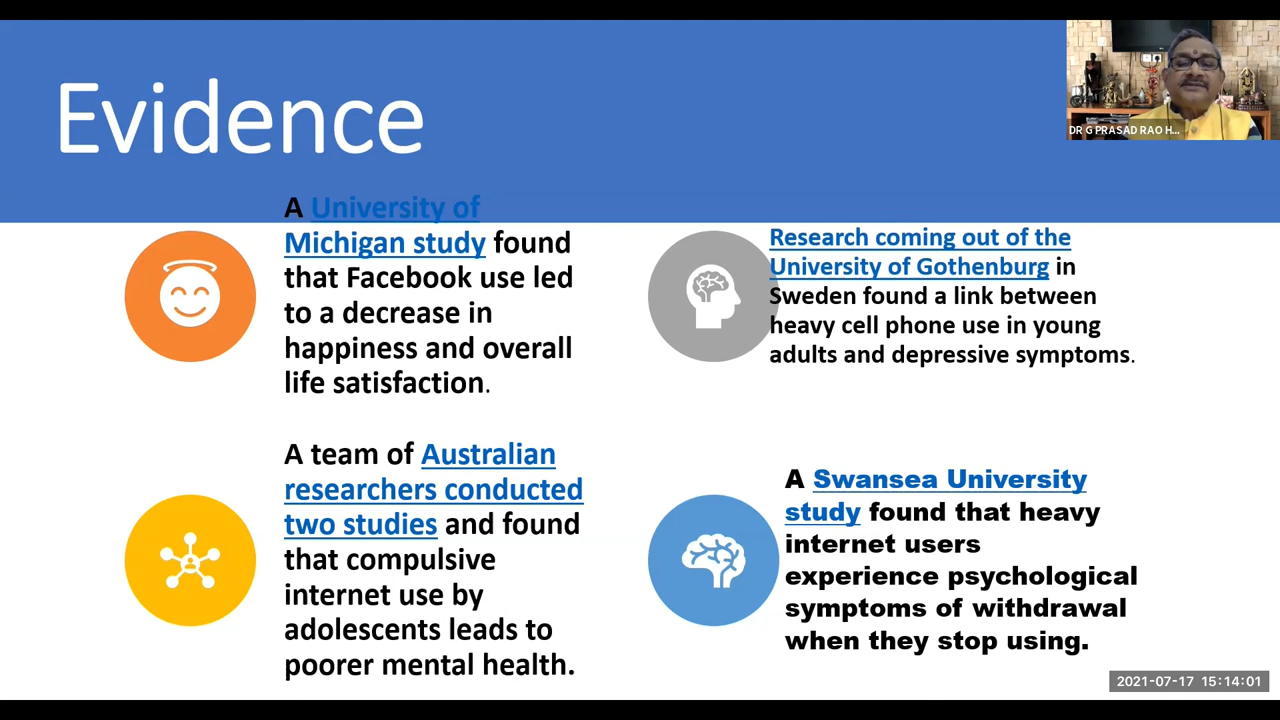 Evidence
DR G PRASAD RAO H...
A University of
Michigan study found
that Facebook use led
to a decrease in
happiness and overall
life satisfaction.
Research coming out of the
University of Gothenburg in
Sweden found a link between
heavy cell phone use in young
adults and depressive symptoms.
A team of Australian
researchers conducted
two studies and found
that compulsive
internet use by
adolescents leads to
poorer mental health.
A Swansea University
study found that heavy
internet users
experience psychological
symptoms of withdrawal
when they stop using.
2021-07-17 15:14:01